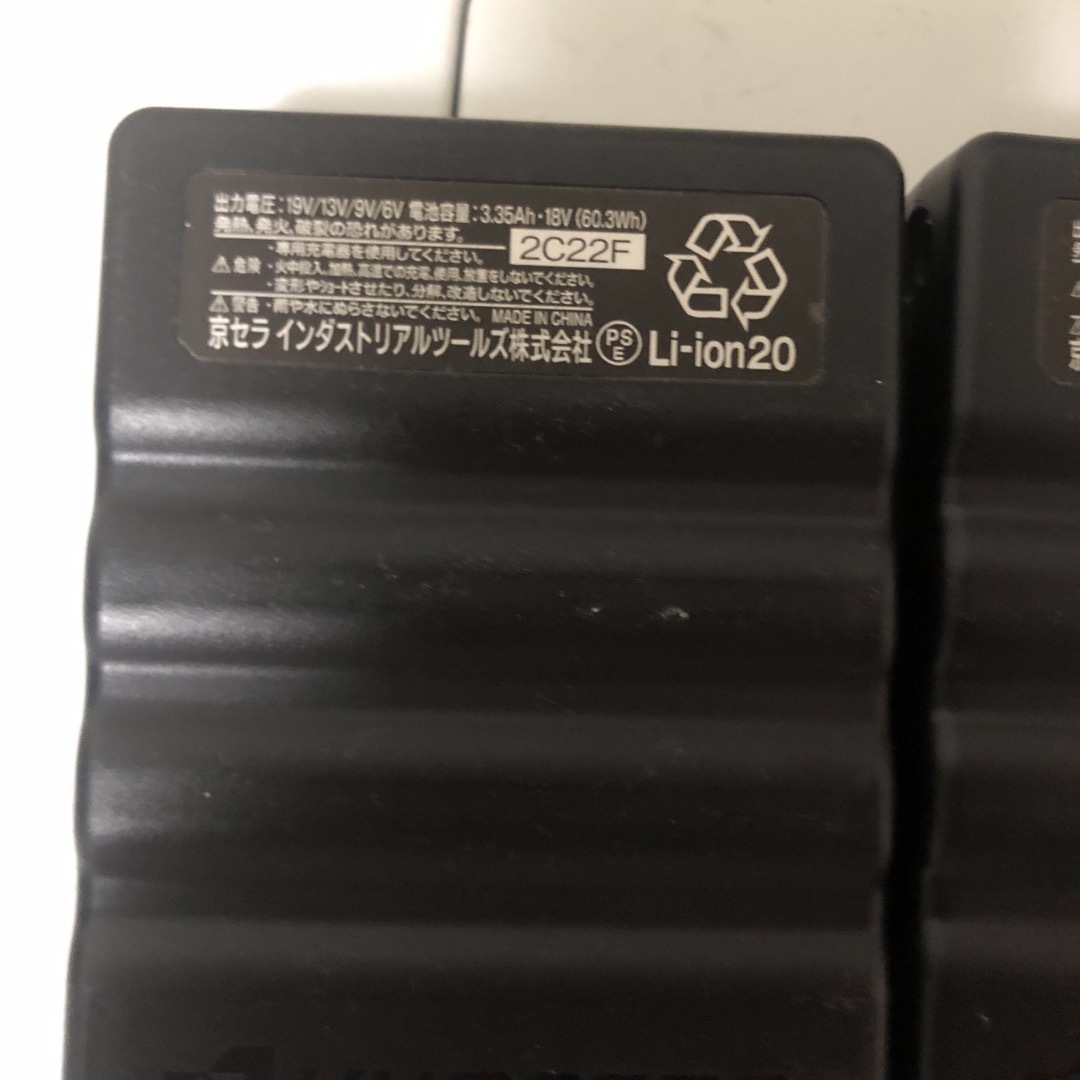 出力電圧:19V/13V/9V/6V 電池容量:3.35Ah・18V(60.3Wh)
発熱、発火、破裂の恐れがあります。
2C22F
⚠危険 ・専用充電器を使用してください。
・火中投入、加熱、高温での充電、使用、放置をしないでください。
・変形やショートさせたり、分解、改造しないでください。
⚠警告・雨や水にぬらさないでください。 MADE IN CHINA
京セラ インダストリアルツールズ株式会社 PSE Li-ion20